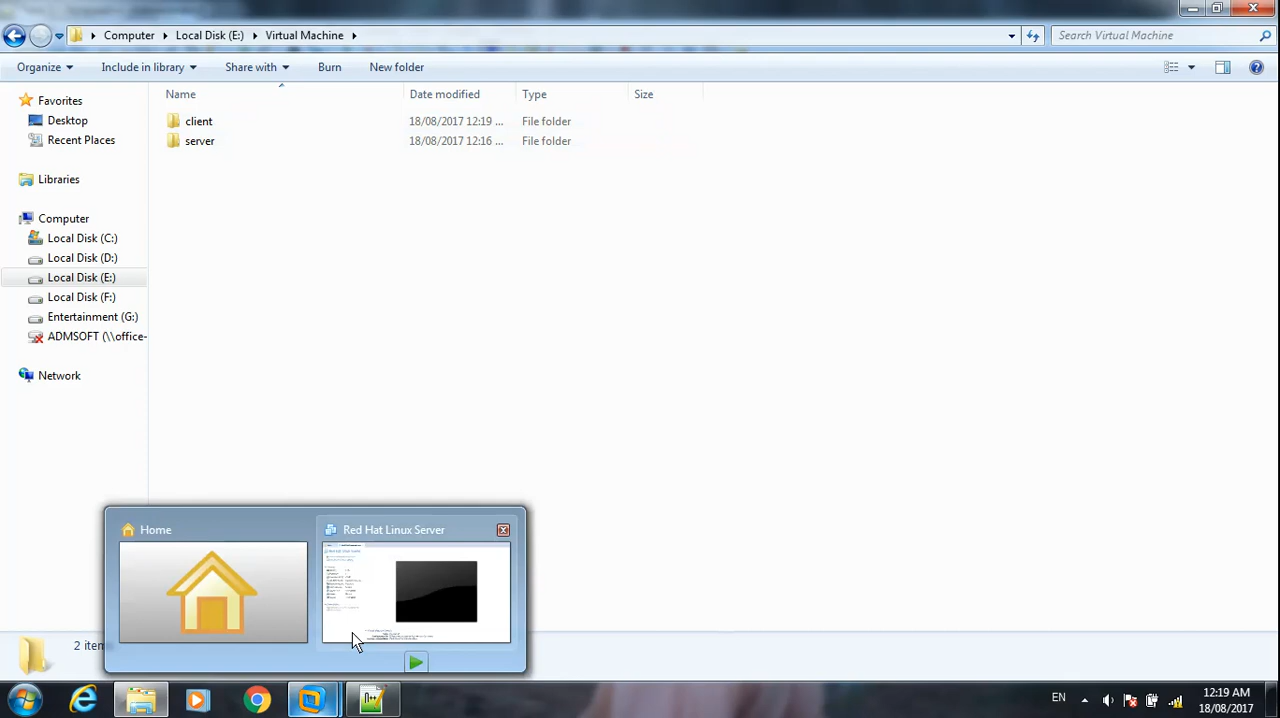 Computer Local Disk (E:) Virtual Machine
Search Virtual Machine
Organize Include in library Share with Burn New folder
Name Date modified Type Size
Favorites
Desktop
Recent Places
Libraries
Computer
Local Disk (C:)
Local Disk (D:)
Local Disk (E:)
Local Disk (F:)
Entertainment (G:)
ADMSOFT (\\office-
Network
client 18/08/2017 12:19 ... File folder
server 18/08/2017 12:16 ... File folder
2 item
Home
Red Hat Linux Server
EN
12:19 AM
18/08/2017